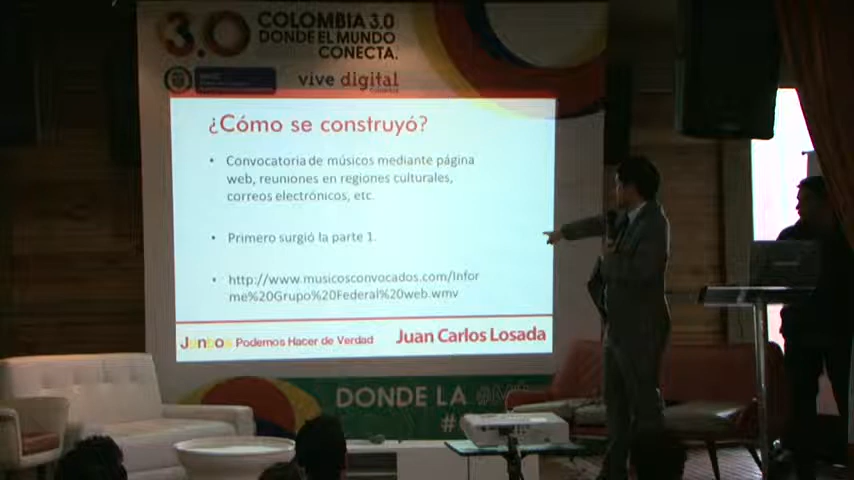 3.0
COLOMBIA 3.0
DONDE EL MUNDO
CONECTA.
vive digital
Colombia
¿Cómo se construyó?
• Convocatoria de músicos mediante página
web, reuniones en regiones culturales,
correos electrónicos, etc.
• Primero surgió la parte 1.
• http://www.musicosconvocados.com/Infor
me%20Grupo%20Federal%20web.wmv
Juntos Podemos Hacer de Verdad
Juan Carlos Losada
DONDE LA